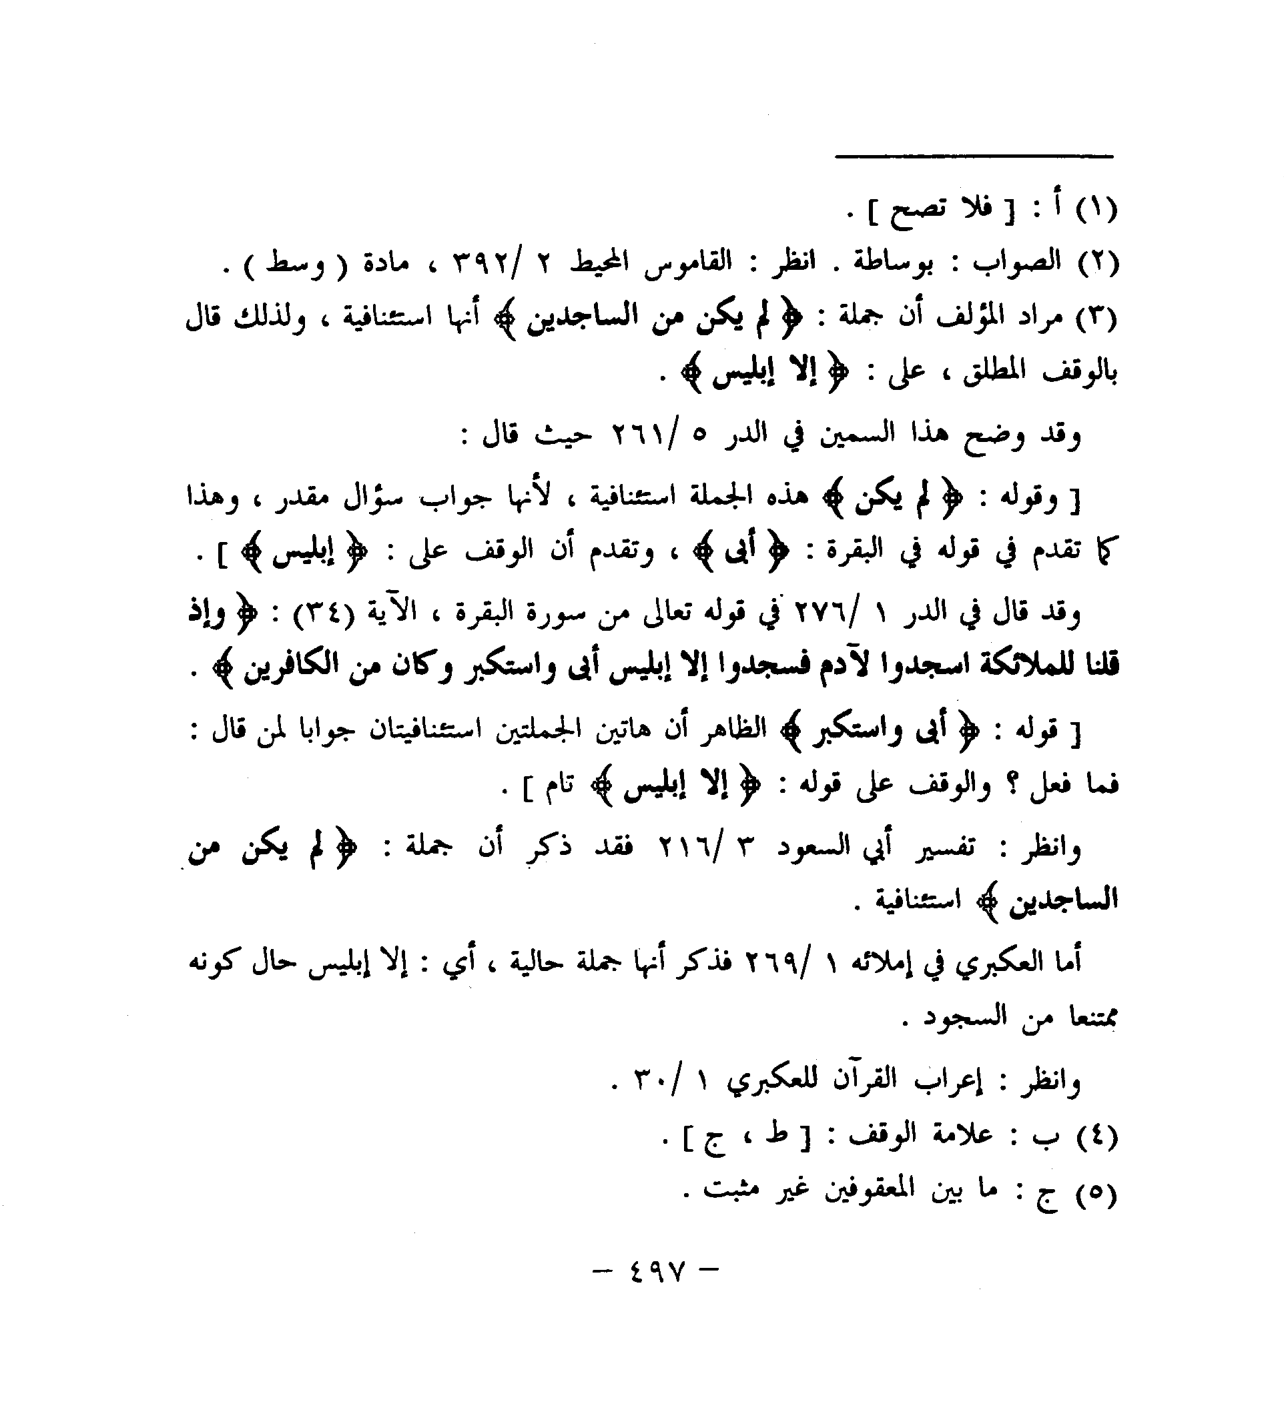 (١) أ : [ فلا تصح ] .
(٢) الصواب : بوساطة . انظر : القاموس المحيط ٢ /٣٩٢ ، مادة ( وسط ) .
(٣) مراد المؤلف أن جملة : ﴿ لم يكن من الساجدين ﴾ أنها استئنافية ، ولذلك قال
بالوقف المطلق ، على : ﴿ إلا إبليس ﴾ .
وقد وضح هذا السمين في الدر ٥ /٢٦١ حيث قال :
[ وقوله : ﴿ لم يكن ﴾ هذه الجملة استئنافية ، لأنها جواب سؤال مقدر ، وهذا
كما تقدم في قوله في البقرة : ﴿ أبى ﴾ ، وتقدم أن الوقف على : ﴿ إبليس ﴾ ] .
وقد قال في الدر ١ /٢٧٦ في قوله تعالى من سورة البقرة ، الآية (٣٤) : ﴿ وإذ
قلنا للملائكة اسجدوا لآدم فسجدوا إلا إبليس أبى واستكبر وكان من الكافرين ﴾ .
[ قوله : ﴿ أبى واستكبر ﴾ الظاهر أن هاتين الجملتين استئنافيتان جوابا لمن قال :
فما فعل ؟ والوقف على قوله : ﴿ إلا إبليس ﴾ تام ] .
وانظر : تفسير أبي السعود ٣ /٢١٦ فقد ذكر أن جملة : ﴿ لم يكن من
الساجدين ﴾ استئنافية .
أما العكبري في إملائه ١ /٢٦٩ فذكر أنها جملة حالية ، أي : إلا إبليس حال كونه
ممتنعا من السجود .
وانظر : إعراب القرآن للعكبري ١ /٣٠ .
(٤) ب : علامة الوقف : [ ط ، ج ] .
(٥) ج : ما بين المعقوفين غير مثبت .
– ٤٩٧ –